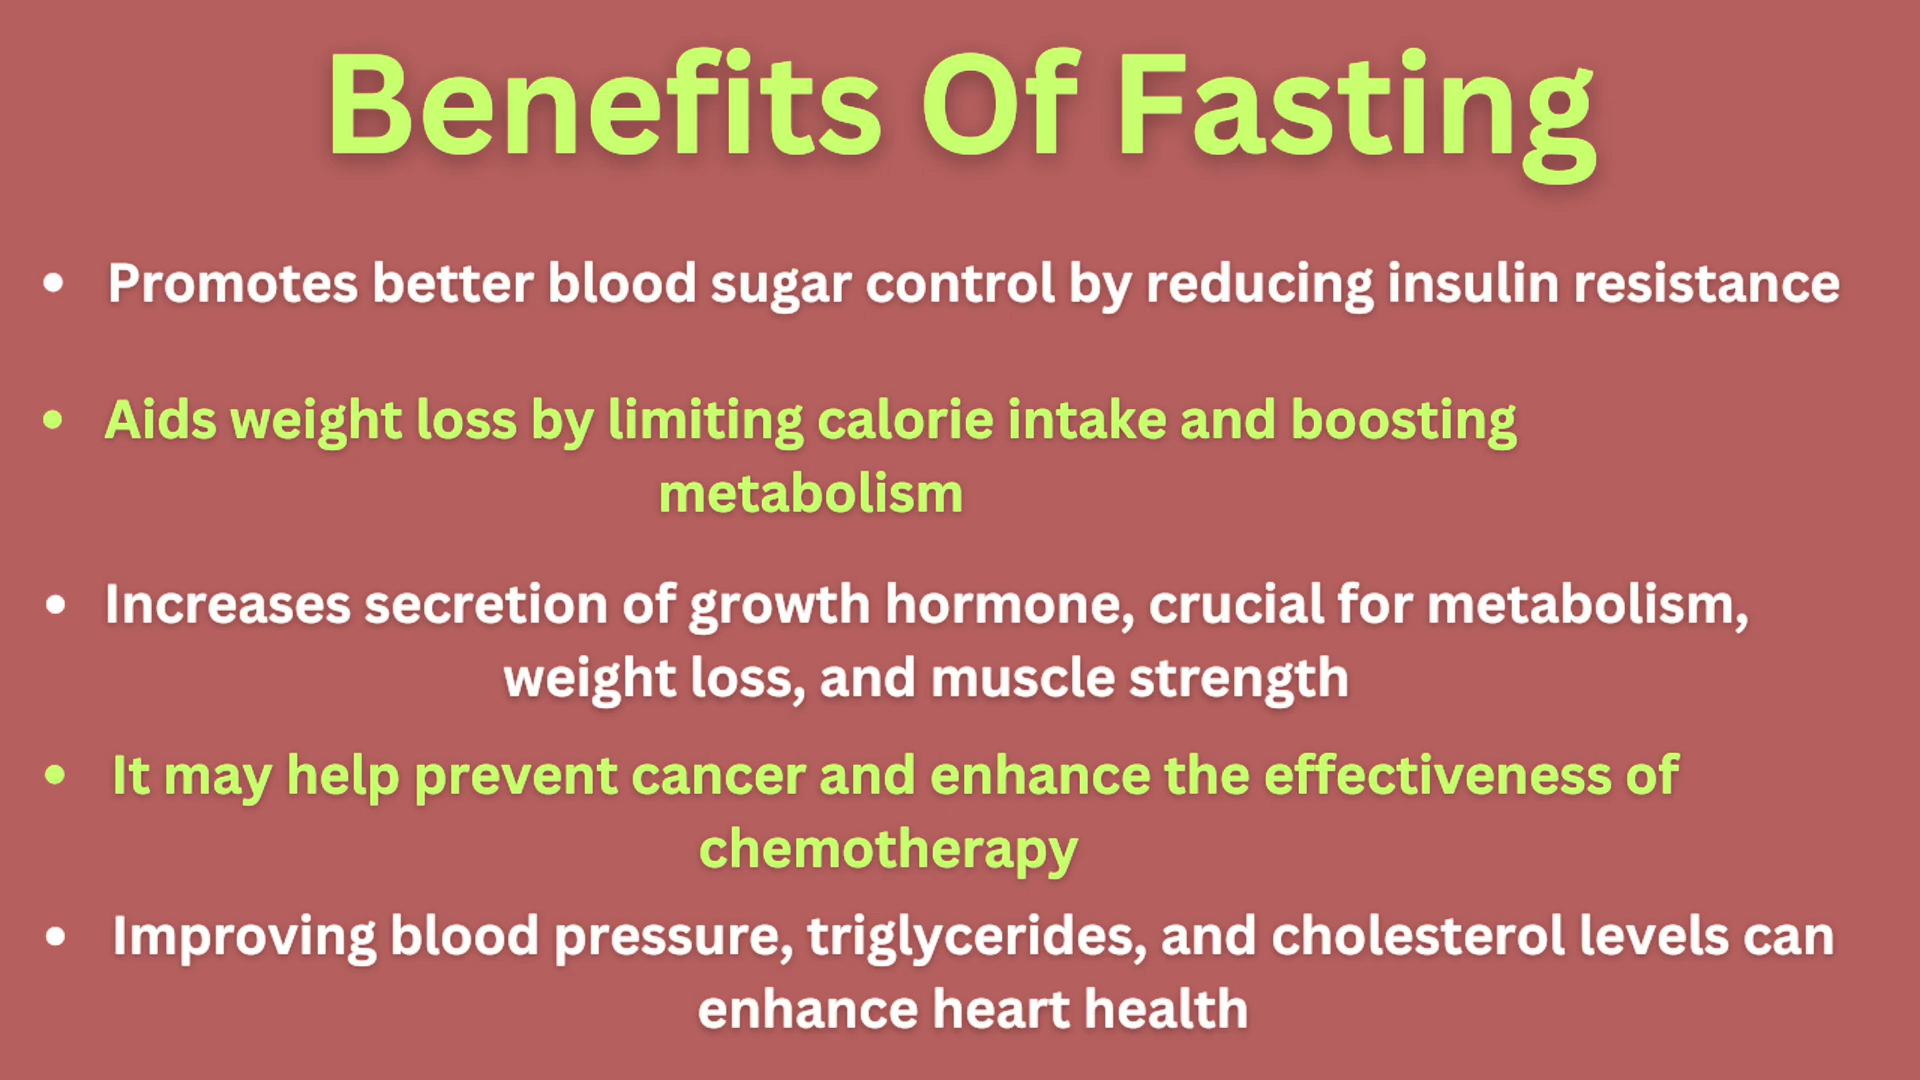 Benefits Of Fasting
• Promotes better blood sugar control by reducing insulin resistance
• Aids weight loss by limiting calorie intake and boosting
metabolism
• Increases secretion of growth hormone, crucial for metabolism,
weight loss, and muscle strength
• It may help prevent cancer and enhance the effectiveness of
chemotherapy
• Improving blood pressure, triglycerides, and cholesterol levels can
enhance heart health